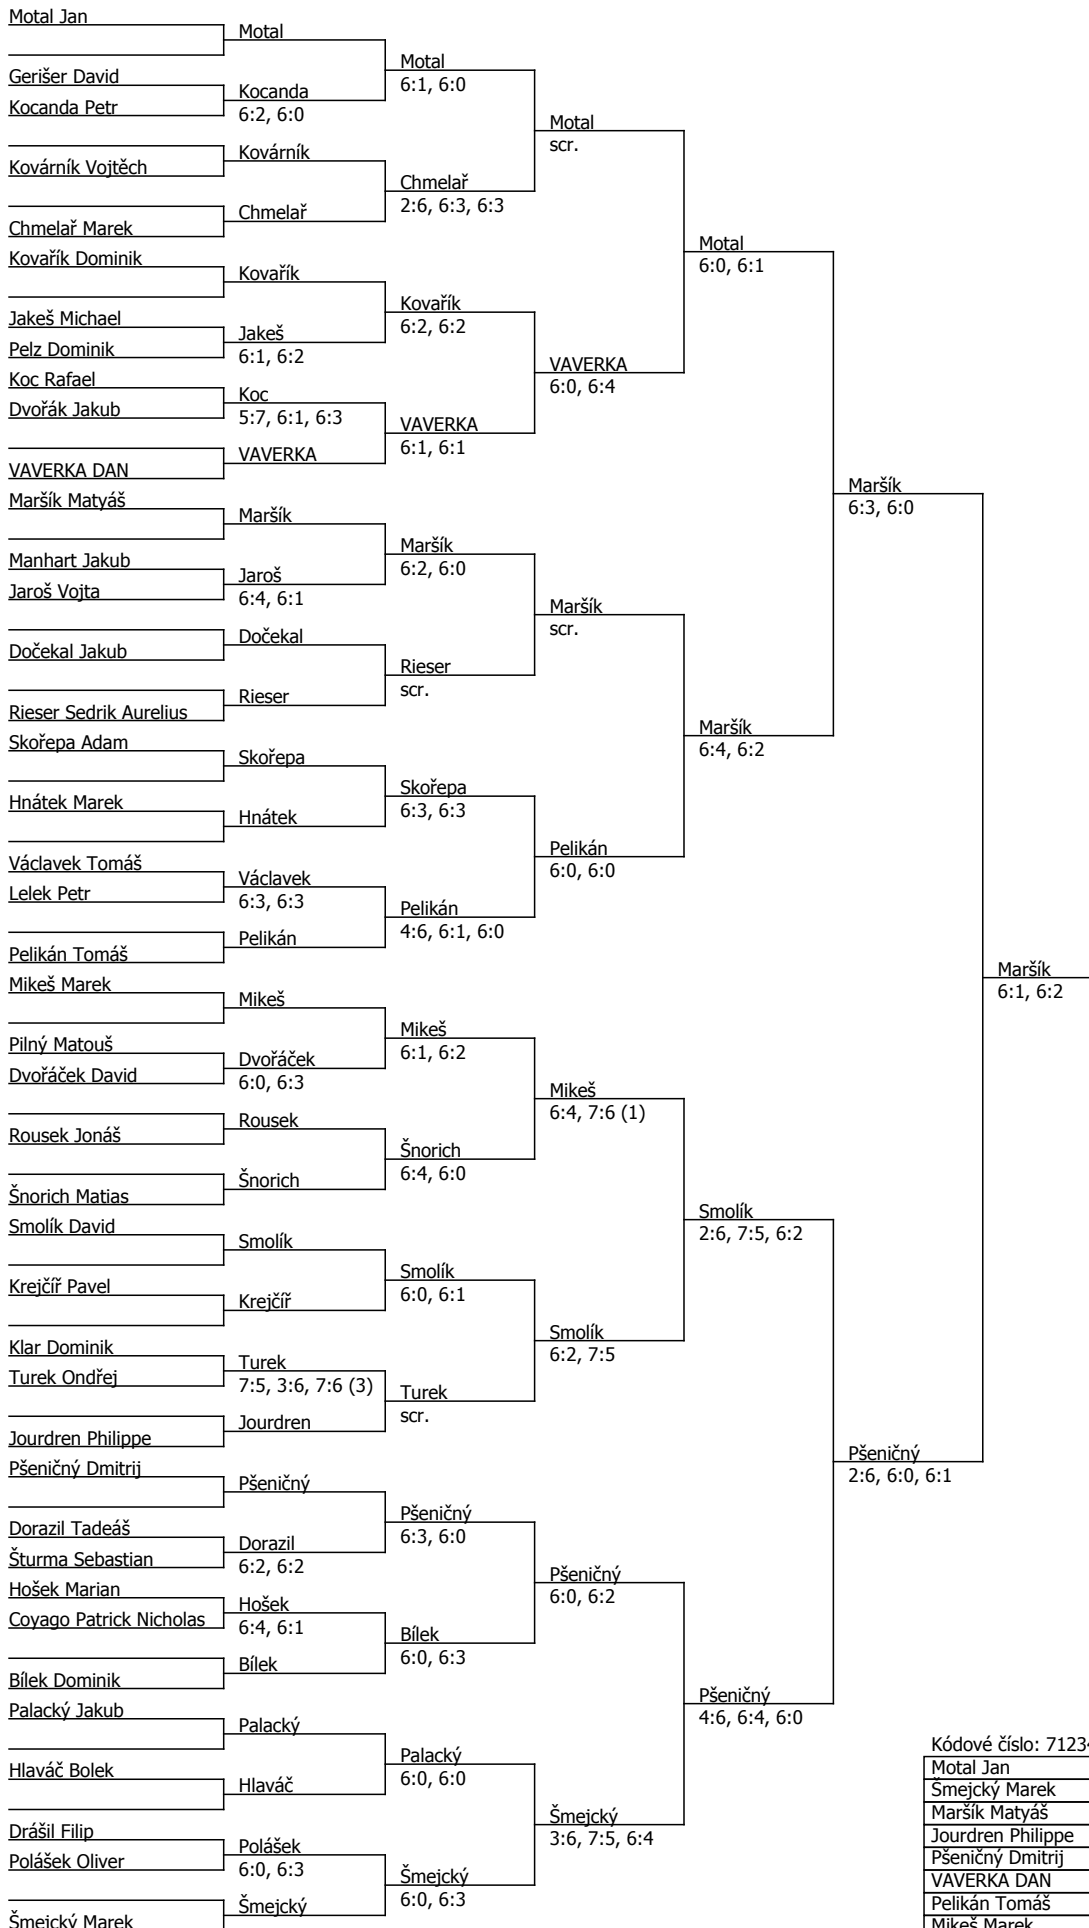 Motal Jan
Motal
Motal
6:1, 6:0
Gerišer David
Kocanda Petr
Kocanda
6:2, 6:0
Motal
scr.
Kovárník Vojtěch
Kovárník
Chmelař
2:6, 6:3, 6:3
Chmelař Marek
Chmelař
Motal
6:0, 6:1
Kovařík Dominik
Kovařík
Kovařík
6:2, 6:2
Jakeš Michael
Pelz Dominik
Jakeš
6:1, 6:2
VAVERKA
6:0, 6:4
Koc Rafael
Dvořák Jakub
Koc
5:7, 6:1, 6:3
VAVERKA
6:1, 6:1
VAVERKA DAN
VAVERKA
Maršík
6:3, 6:0
Maršík Matyáš
Maršík
Maršík
6:2, 6:0
Manhart Jakub
Jaroš Vojta
Jaroš
6:4, 6:1
Maršík
scr.
Dočekal Jakub
Dočekal
Rieser
scr.
Rieser Sedrik Aurelius
Rieser
Maršík
6:4, 6:2
Skořepa Adam
Skořepa
Skořepa
6:3, 6:3
Hnátek Marek
Hnátek
Pelikán
6:0, 6:0
Václavek Tomáš
Lelek Petr
Václavek
6:3, 6:3
Pelikán
4:6, 6:1, 6:0
Pelikán Tomáš
Pelikán
Maršík
6:1, 6:2
Mikeš Marek
Mikeš
Mikeš
6:1, 6:2
Pilný Matouš
Dvořáček David
Dvořáček
6:0, 6:3
Mikeš
6:4, 7:6 (1)
Rousek Jonáš
Rousek
Šnorich
6:4, 6:0
Šnorich Matias
Šnorich
Smolík
2:6, 7:5, 6:2
Smolík David
Smolík
Smolík
6:0, 6:1
Krejčíř Pavel
Krejčíř
Smolík
6:2, 7:5
Klar Dominik
Turek Ondřej
Turek
7:5, 3:6, 7:6 (3)
Turek
scr.
Jourdren Philippe
Jourdren
Pšeničný
2:6, 6:0, 6:1
Pšeničný Dmitrij
Pšeničný
Pšeničný
6:3, 6:0
Dorazil Tadeáš
Šturma Sebastian
Dorazil
6:2, 6:2
Pšeničný
6:0, 6:2
Hošek Marian
Coyago Patrick Nicholas
Hošek
6:4, 6:1
Bílek
6:0, 6:3
Bílek Dominik
Bílek
Pšeničný
4:6, 6:4, 6:0
Palacký Jakub
Palacký
Palacký
6:0, 6:0
Hlaváč Bolek
Hlaváč
Šmejcký
3:6, 7:5, 6:4
Drášil Filip
Polášek Oliver
Polášek
6:0, 6:3
Šmejcký
6:0, 6:3
Šmejcký Marek
Šmejcký
Kódové číslo: 7123
Motal Jan
Šmejcký Marek
Maršík Matyáš
Jourdren Philippe
Pšeničný Dmitrij
VAVERKA DAN
Pelikán Tomáš
Mikeš Marek